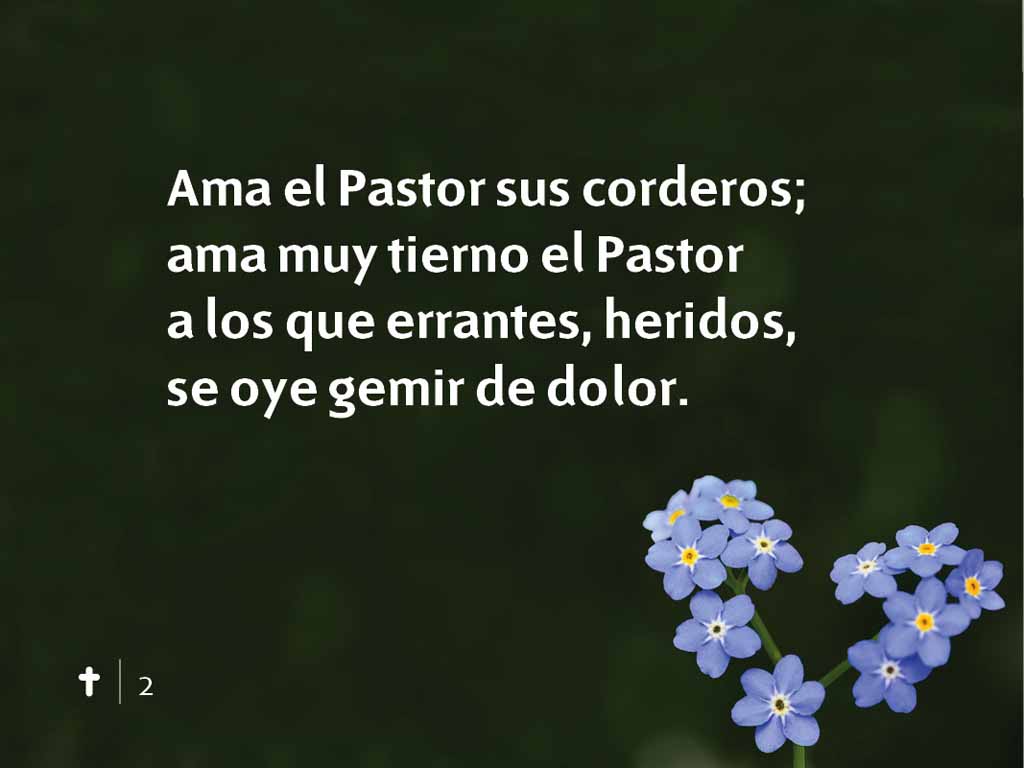 Ama el Pastor sus corderos;
ama muy tierno el Pastor
a los que errantes, heridos,
se oye gemir de dolor.
2